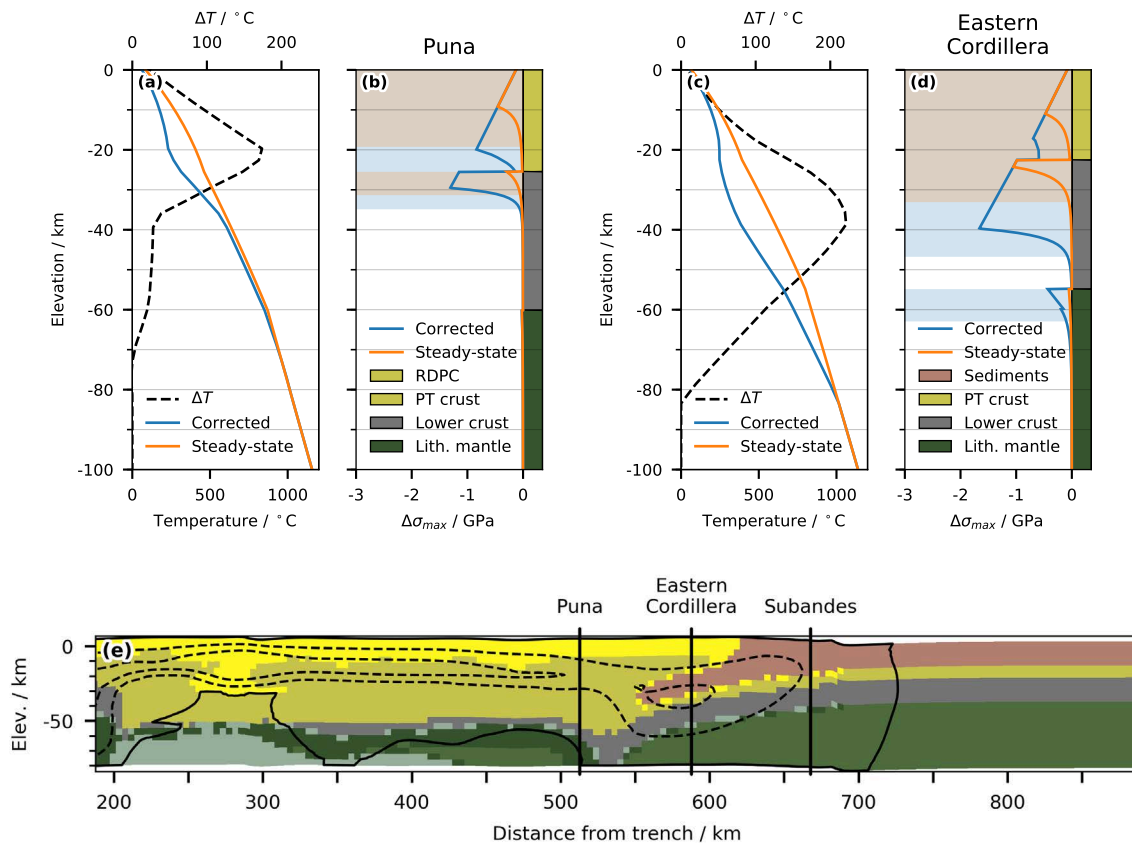 ΔT / °C
0 100 200
Puna
(a)
0
-20
-40
-60
-80
-100
Elevation / km
ΔT
Corrected
Steady-state
0 500 1000
Temperature / °C
(b)
Corrected
Steady-state
RDPC
PT crust
Lower crust
Lith. mantle
-3 -2 -1 0
Δσmax / GPa
ΔT / °C
0 100 200
Eastern
Cordillera
(c)
0
-20
-40
-60
-80
-100
Elevation / km
ΔT
Corrected
Steady-state
0 500 1000
Temperature / °C
(d)
Corrected
Steady-state
Sediments
PT crust
Lower crust
Lith. mantle
-3 -2 -1 0
Δσmax / GPa
Puna
Eastern
Cordillera
Subandes
(e)
0
-50
Elev. / km
200 300 400 500 600 700 800
Distance from trench / km